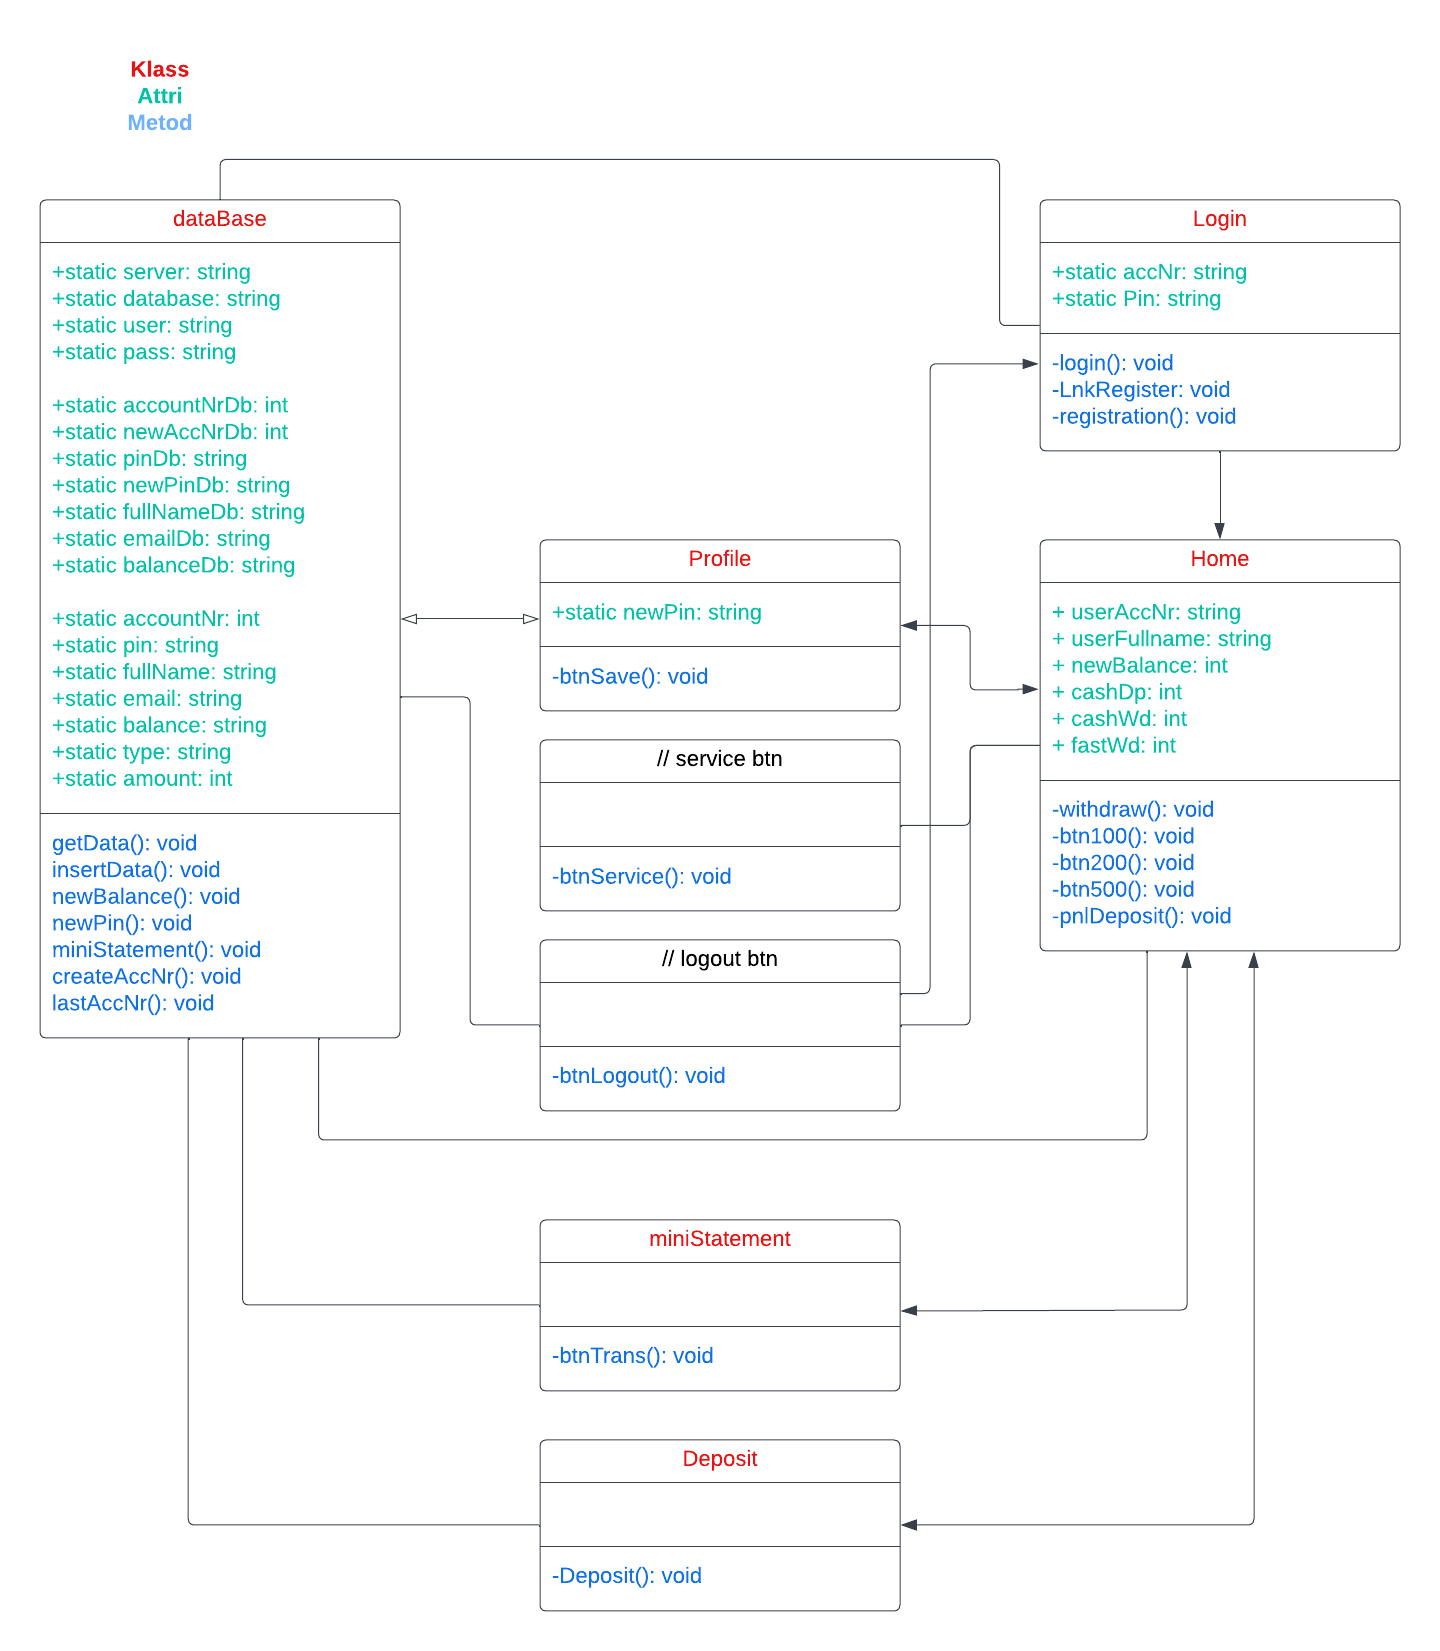 Klass
Attri
Metod
dataBase
+static server: string
+static database: string
+static user: string
+static pass: string
+static accountNrDb: int
+static newAccNrDb: int
+static pinDb: string
+static newPinDb: string
+static fullNameDb: string
+static emailDb: string
+static balanceDb: string
+static accountNr: int
+static pin: string
+static fullName: string
+static email: string
+static balance: string
+static type: string
+static amount: int
getData(): void
insertData(): void
newBalance(): void
newPin(): void
miniStatement(): void
createAccNr(): void
lastAccNr(): void
Login
+static accNr: string
+static Pin: string
-login(): void
-LnkRegister: void
-registration(): void
Profile
+static newPin: string
-btnSave(): void
Home
+ userAccNr: string
+ userFullname: string
+ newBalance: int
+ cashDp: int
+ cashWd: int
+ fastWd: int
-withdraw(): void
-btn100(): void
-btn200(): void
-btn500(): void
-pnlDeposit(): void
// service btn
-btnService(): void
// logout btn
-btnLogout(): void
miniStatement
-btnTrans(): void
Deposit
-Deposit(): void